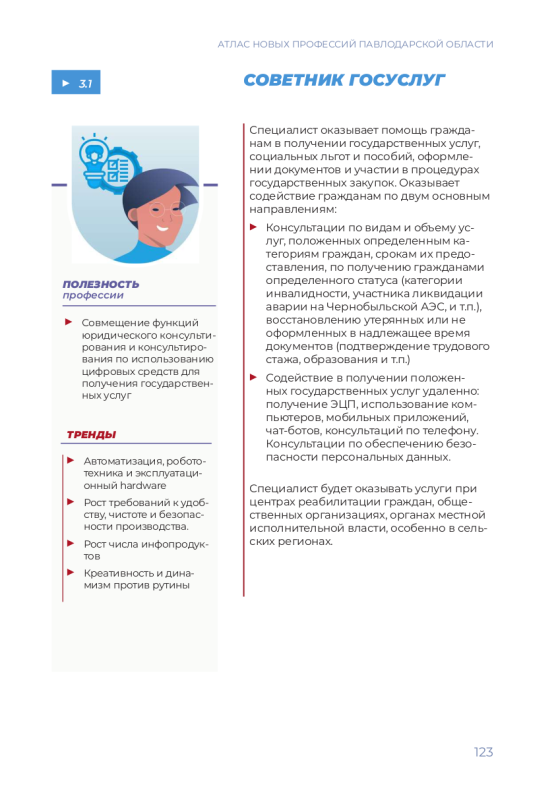 АТЛАС НОВЫХ ПРОФЕССИЙ ПАВЛОДАРСКОЙ ОБЛАСТИ
3.1
СОВЕТНИК ГОСУСЛУГ
ПОЛЕЗНОСТЬ
профессии
Совмещение функций
юридического консульти-
рования и консультиро-
вания по использованию
цифровых средств для
получения государствен-
ных услуг
ТРЕНДЫ
Автоматизация, робото-
техника и эксплуатаци-
онный hardware
Рост требований к удоб-
ству, чистоте и безопас-
ности производства.
Рост числа инфопродук-
тов
Креативность и дина-
мизм против рутины
Специалист оказывает помощь гражда-
нам в получении государственных услуг,
социальных льгот и пособий, оформле-
нии документов и участии в процедурах
государственных закупок. Оказывает
содействие гражданам по двум основным
направлениям:
Консультации по видам и объему ус-
луг, положенных определенным ка-
тегориям граждан, срокам их предо-
ставления, по получению гражданами
определенного статуса (категории
инвалидности, участника ликвидации
аварии на Чернобыльской АЭС, и т.п.),
восстановлению утерянных или не
оформленных в надлежащее время
документов (подтверждение трудового
стажа, образования и т.п.)
Содействие в получении положен-
ных государственных услуг удаленно:
получение ЭЦП, использование ком-
пьютеров, мобильных приложений,
чат-ботов, консультаций по телефону.
Консультации по обеспечению безо-
пасности персональных данных.
Специалист будет оказывать услуги при
центрах реабилитации граждан, обще-
ственных организациях, органах местной
исполнительной власти, особенно в сель-
ских регионах.
123